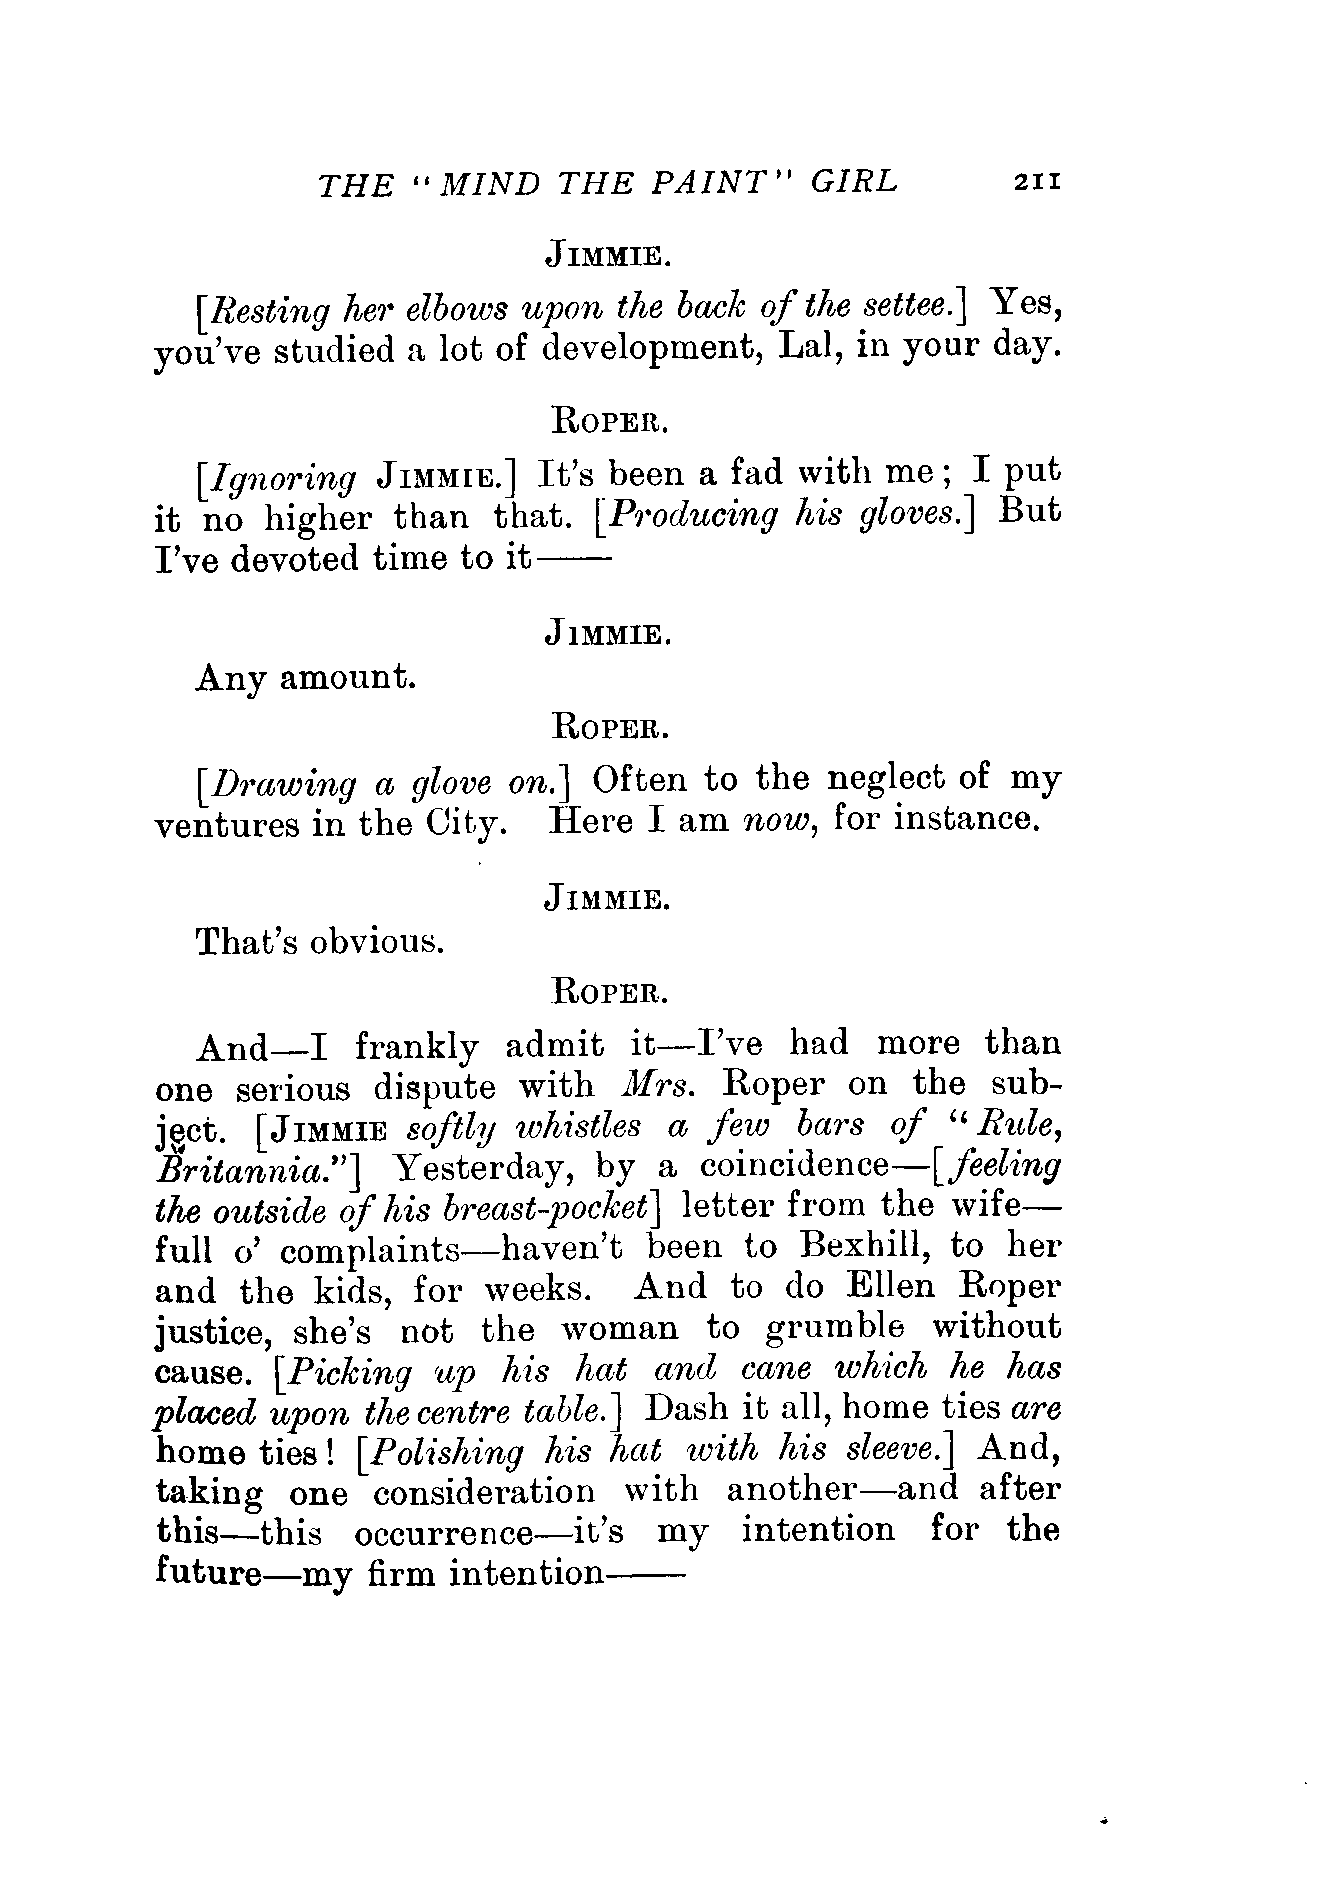 THE "MIND THE PAINT" GIRL 211
JIMMIE.
[Resting her elbows upon the back of the settee.] Yes,
you've studied a lot of development, Lal, in your day.
ROPER.
[Ignoring JIMMIE.] It's been a fad with me; I put
it no higher than that. [Producing his gloves.] But
I've devoted time to it——
JIMMIE.
Any amount.
ROPER.
[Drawing a glove on.] Often to the neglect of my
ventures in the City. Here I am now, for instance.
JIMMIE.
That's obvious.
ROPER.
And—I frankly admit it—I've had more than
one serious dispute with Mrs. Roper on the sub-
ject. [JIMMIE softly whistles a few bars of "Rule,
Britannia."] Yesterday, by a coincidence—[feeling
the outside of his breast-pocket] letter from the wife—
full o' complaints—haven't been to Bexhill, to her
and the kids, for weeks. And to do Ellen Roper
justice, she's not the woman to grumble without
cause. [Picking up his hat and cane which he has
placed upon the centre table.] Dash it all, home ties are
home ties! [Polishing his hat with his sleeve.] And,
taking one consideration with another—and after
this—this occurrence—it's my intention for the
future—my firm intention——